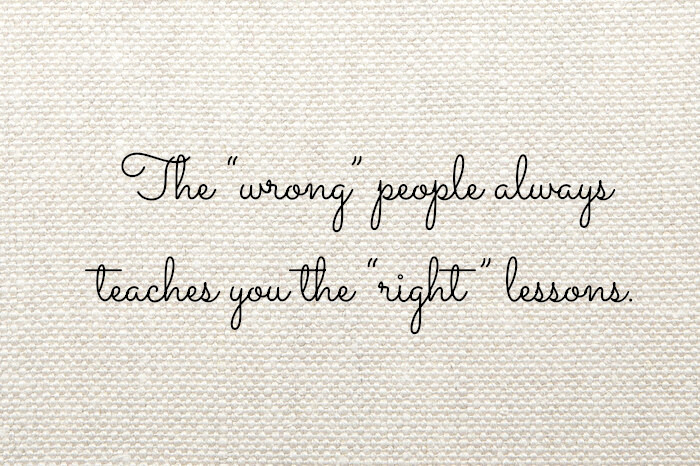 The “wrong” people always
teaches you the “right” lessons.